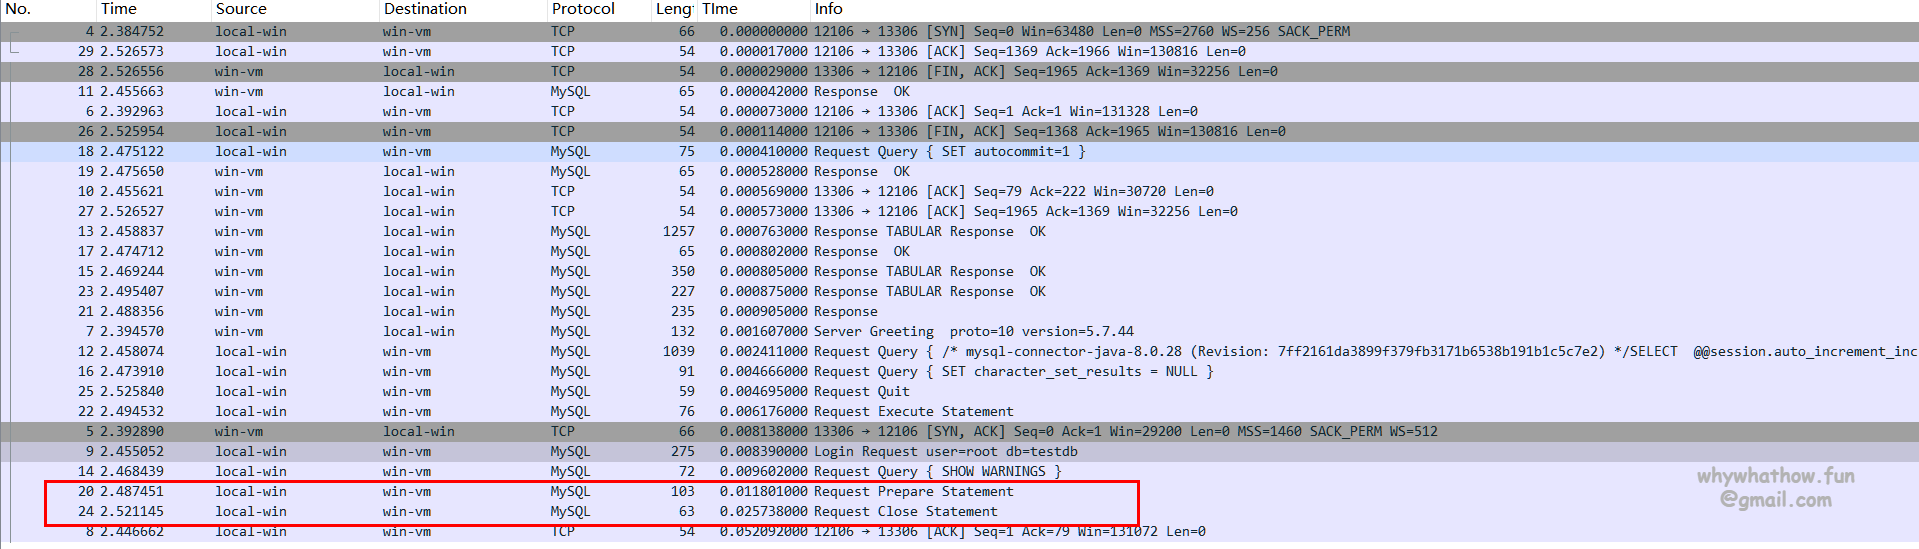 No. Time Source Destination Protocol Lengt TIme Info
4 2.384752 local-win win-vm TCP 66 0.000000000 12106 → 13306 [SYN] Seq=0 Win=63480 Len=0 MSS=2760 WS=256 SACK_PERM
29 2.526573 local-win win-vm TCP 54 0.000017000 12106 → 13306 [ACK] Seq=1369 Ack=1966 Win=130816 Len=0
28 2.526556 win-vm local-win TCP 54 0.000029000 13306 → 12106 [FIN, ACK] Seq=1965 Ack=1369 Win=32256 Len=0
11 2.455663 win-vm local-win MySQL 65 0.000042000 Response OK
6 2.392963 local-win win-vm TCP 54 0.000073000 12106 → 13306 [ACK] Seq=1 Ack=1 Win=131328 Len=0
26 2.525954 local-win win-vm TCP 54 0.000114000 12106 → 13306 [FIN, ACK] Seq=1368 Ack=1965 Win=130816 Len=0
18 2.475122 local-win win-vm MySQL 75 0.000410000 Request Query { SET autocommit=1 }
19 2.475650 win-vm local-win MySQL 65 0.000528000 Response OK
10 2.455621 win-vm local-win TCP 54 0.000569000 13306 → 12106 [ACK] Seq=79 Ack=222 Win=30720 Len=0
27 2.526527 win-vm local-win TCP 54 0.000573000 13306 → 12106 [ACK] Seq=1965 Ack=1369 Win=32256 Len=0
13 2.458837 win-vm local-win MySQL 1257 0.000763000 Response TABULAR Response OK
17 2.474712 win-vm local-win MySQL 65 0.000802000 Response OK
15 2.469244 win-vm local-win MySQL 350 0.000805000 Response TABULAR Response OK
23 2.495407 win-vm local-win MySQL 227 0.000875000 Response TABULAR Response OK
21 2.488356 win-vm local-win MySQL 235 0.000905000 Response
7 2.394570 win-vm local-win MySQL 132 0.001607000 Server Greeting proto=10 version=5.7.44
12 2.458074 local-win win-vm MySQL 1039 0.002411000 Request Query { /* mysql-connector-java-8.0.28 (Revision: 7ff2161da3899f379fb3171b6538b191b1c5c7e2) */SELECT @@session.auto_increment_inc
16 2.473910 local-win win-vm MySQL 91 0.004666000 Request Query { SET character_set_results = NULL }
25 2.525840 local-win win-vm MySQL 59 0.004695000 Request Quit
22 2.494532 local-win win-vm MySQL 76 0.006176000 Request Execute Statement
5 2.392890 win-vm local-win TCP 66 0.008138000 13306 → 12106 [SYN, ACK] Seq=0 Ack=1 Win=29200 Len=0 MSS=1460 SACK_PERM WS=512
9 2.455052 local-win win-vm MySQL 275 0.008390000 Login Request user=root db=testdb
14 2.468439 local-win win-vm MySQL 72 0.009602000 Request Query { SHOW WARNINGS }
20 2.487451 local-win win-vm MySQL 103 0.011801000 Request Prepare Statement
24 2.521145 local-win win-vm MySQL 63 0.025738000 Request Close Statement
8 2.446662 local-win win-vm TCP 54 0.052092000 12106 → 13306 [ACK] Seq=1 Ack=79 Win=131072 Len=0
whywhathow.fun
@gmail.com